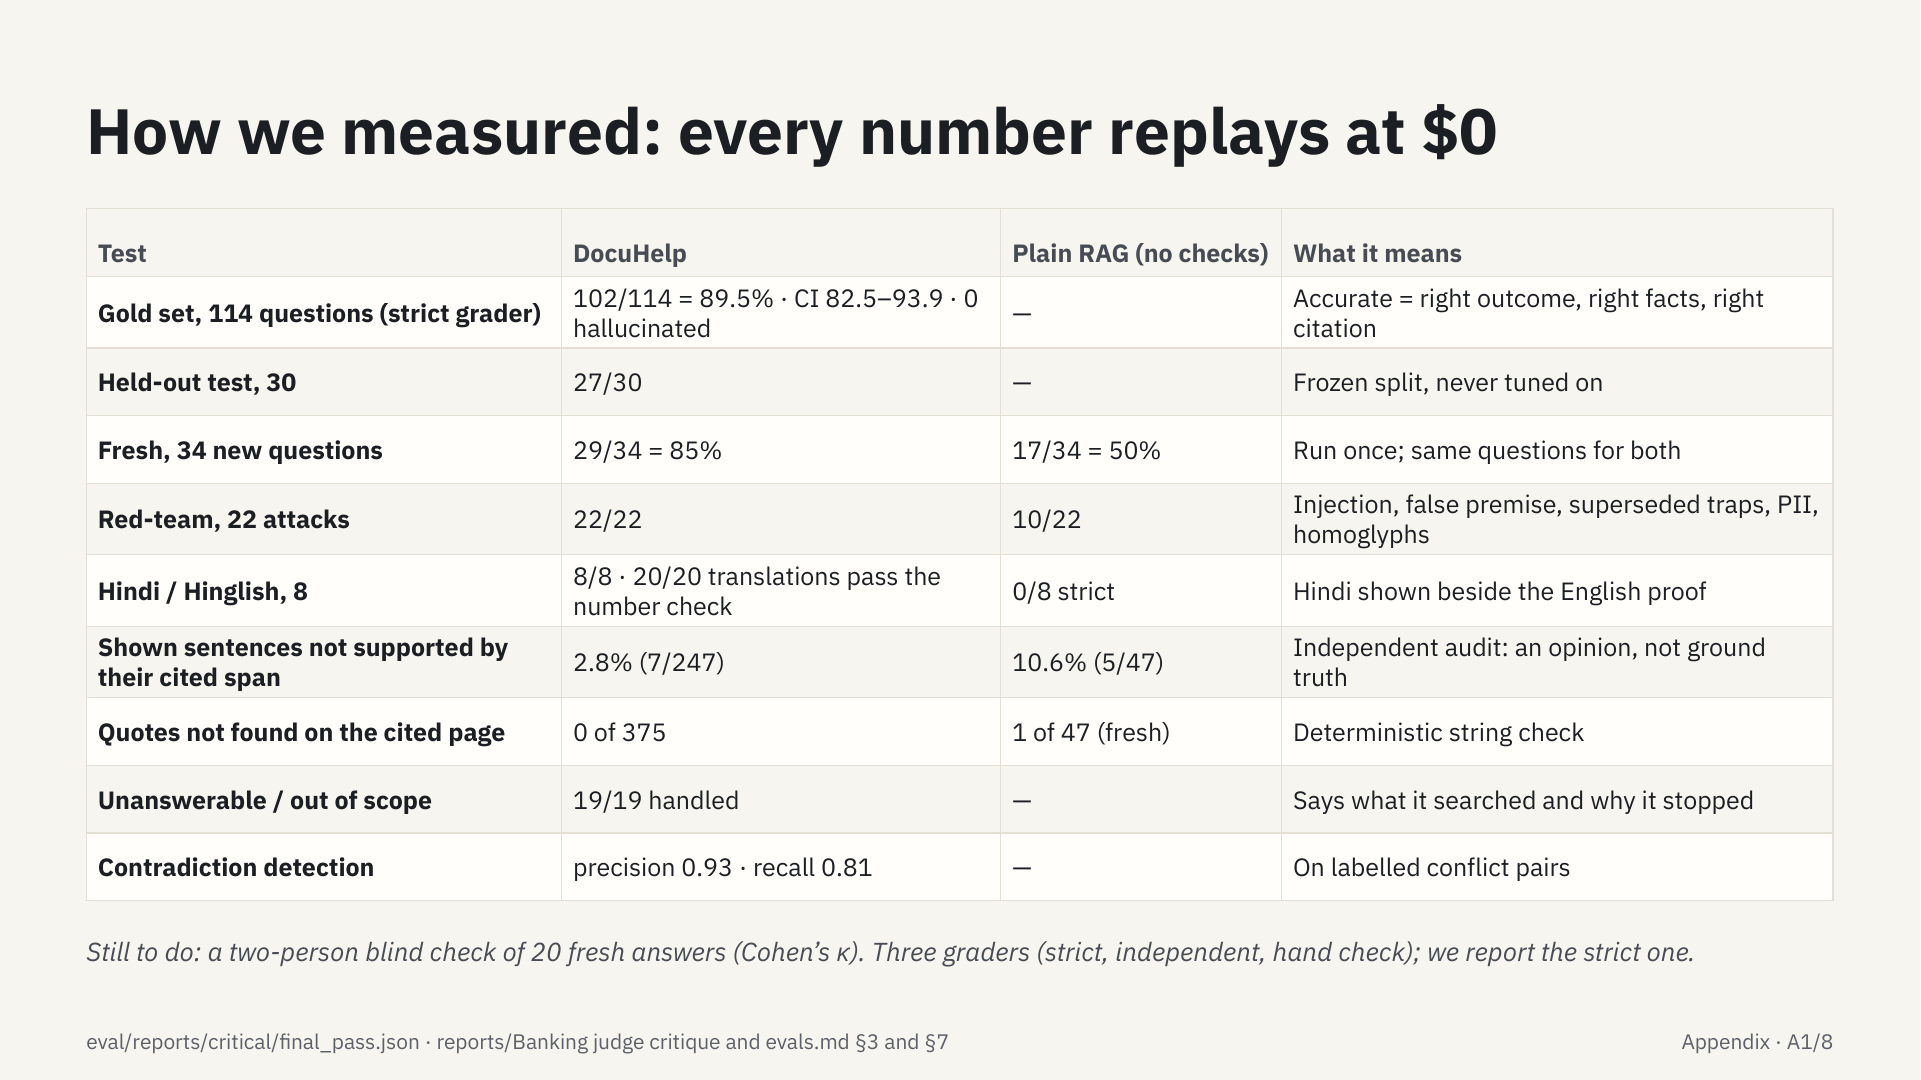 How we measured: every number replays at $0
Test
DocuHelp
Plain RAG (no checks)
What it means
Gold set, 114 questions (strict grader)
102/114 = 89.5% · CI 82.5–93.9 · 0
hallucinated
—
Accurate = right outcome, right facts, right
citation
Held-out test, 30
27/30
—
Frozen split, never tuned on
Fresh, 34 new questions
29/34 = 85%
17/34 = 50%
Run once; same questions for both
Red-team, 22 attacks
22/22
10/22
Injection, false premise, superseded traps, PII,
homoglyphs
Hindi / Hinglish, 8
8/8 · 20/20 translations pass the
number check
0/8 strict
Hindi shown beside the English proof
Shown sentences not supported by
their cited span
2.8% (7/247)
10.6% (5/47)
Independent audit: an opinion, not ground
truth
Quotes not found on the cited page
0 of 375
1 of 47 (fresh)
Deterministic string check
Unanswerable / out of scope
19/19 handled
—
Says what it searched and why it stopped
Contradiction detection
precision 0.93 · recall 0.81
—
On labelled conflict pairs
Still to do: a two-person blind check of 20 fresh answers (Cohen’s κ). Three graders (strict, independent, hand check); we report the strict one.
eval/reports/critical/final_pass.json · reports/Banking judge critique and evals.md §3 and §7
Appendix · A1/8